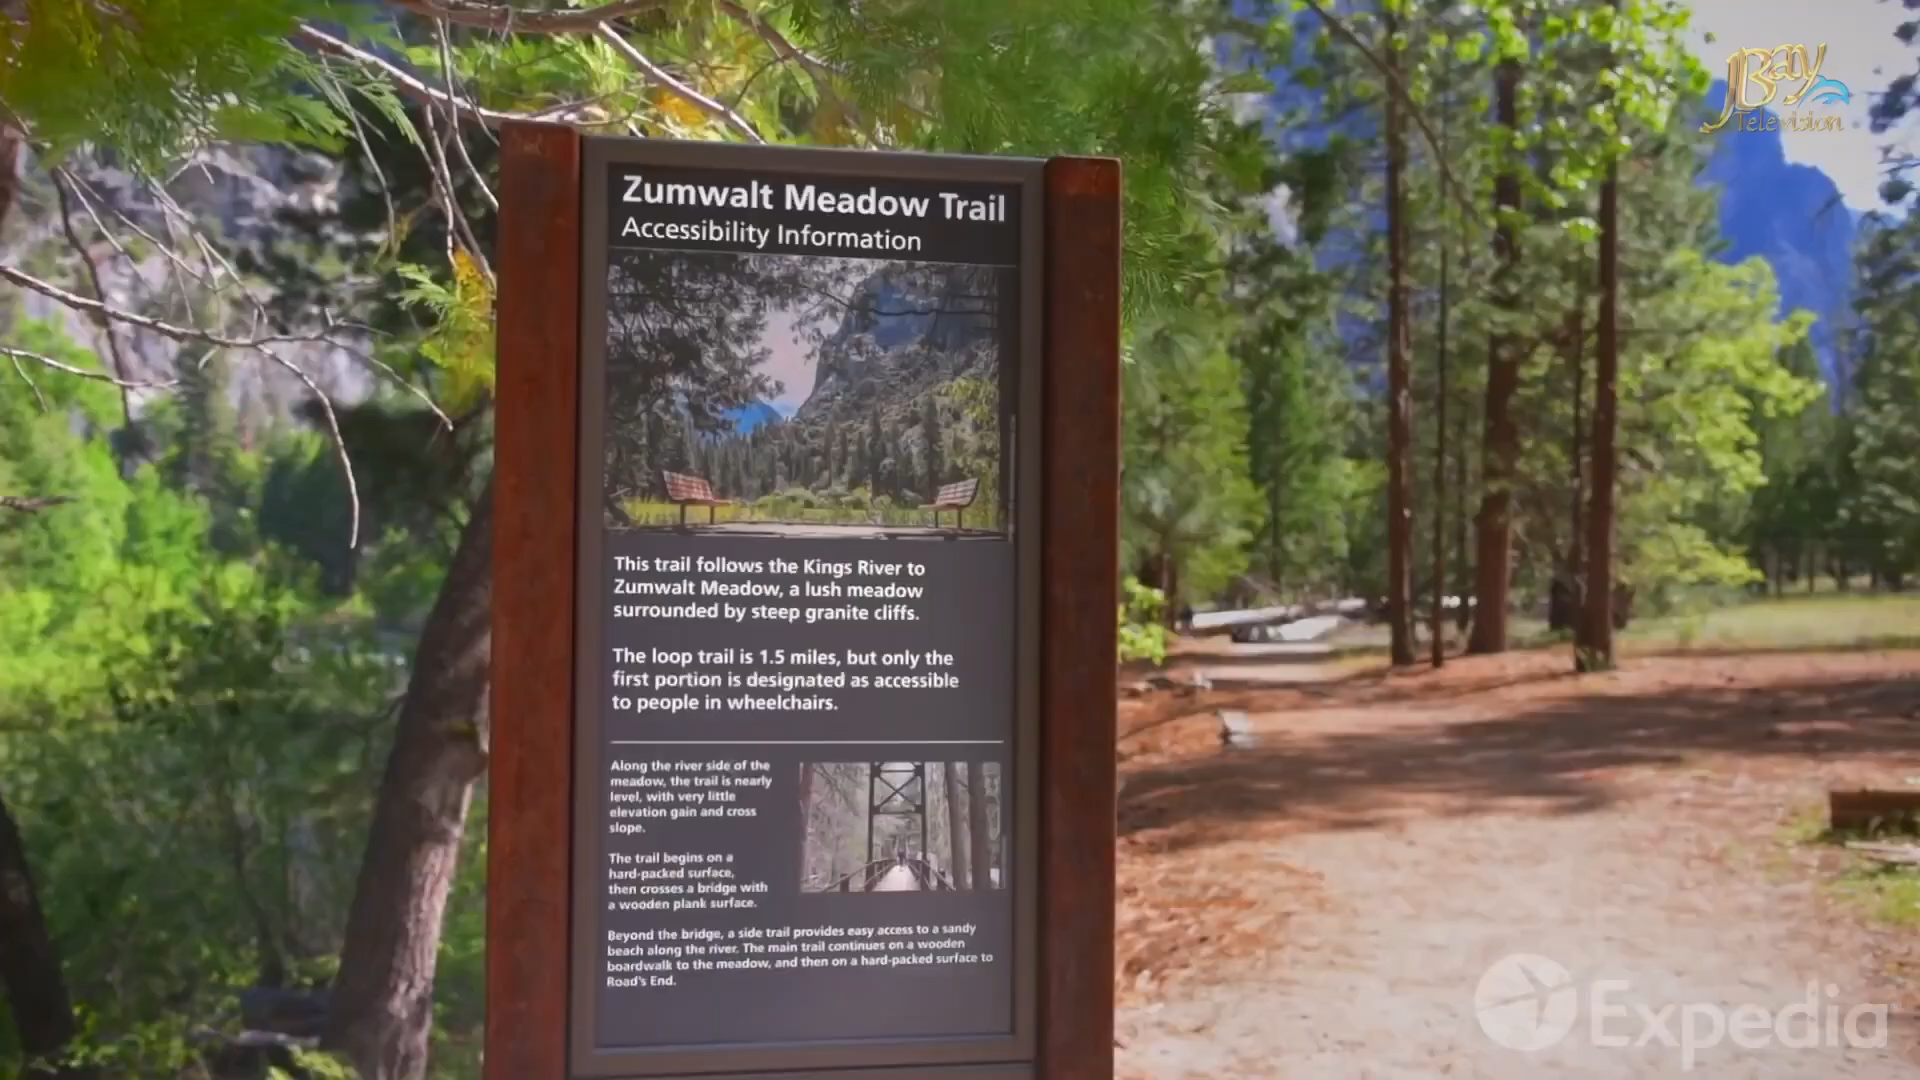 JBay
Television
Zumwalt Meadow Trail
Accessibility Information
This trail follows the Kings River to
Zumwalt Meadow, a lush meadow
surrounded by steep granite cliffs.
The loop trail is 1.5 miles, but only the
first portion is designated as accessible
to people in wheelchairs.
Along the river side of the
meadow, the trail is nearly
level, with very little
elevation gain and cross
slope.
The trail begins on a
hard-packed surface,
then crosses a bridge with
a wooden plank surface.
Beyond the bridge, a side trail provides easy access to a sandy
beach along the river. The main trail continues on a wooden
boardwalk to the meadow, and then on a hard-packed surface to
Road's End.
Expedia